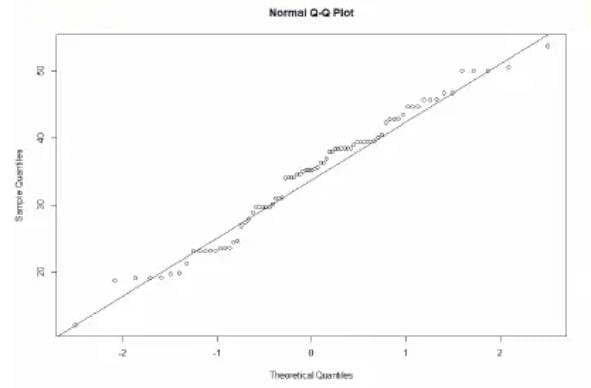 Normal Q-Q Plot
50
40
30
20
Sample Quantiles
-2 -1 0 1 2
Theoretical Quantiles